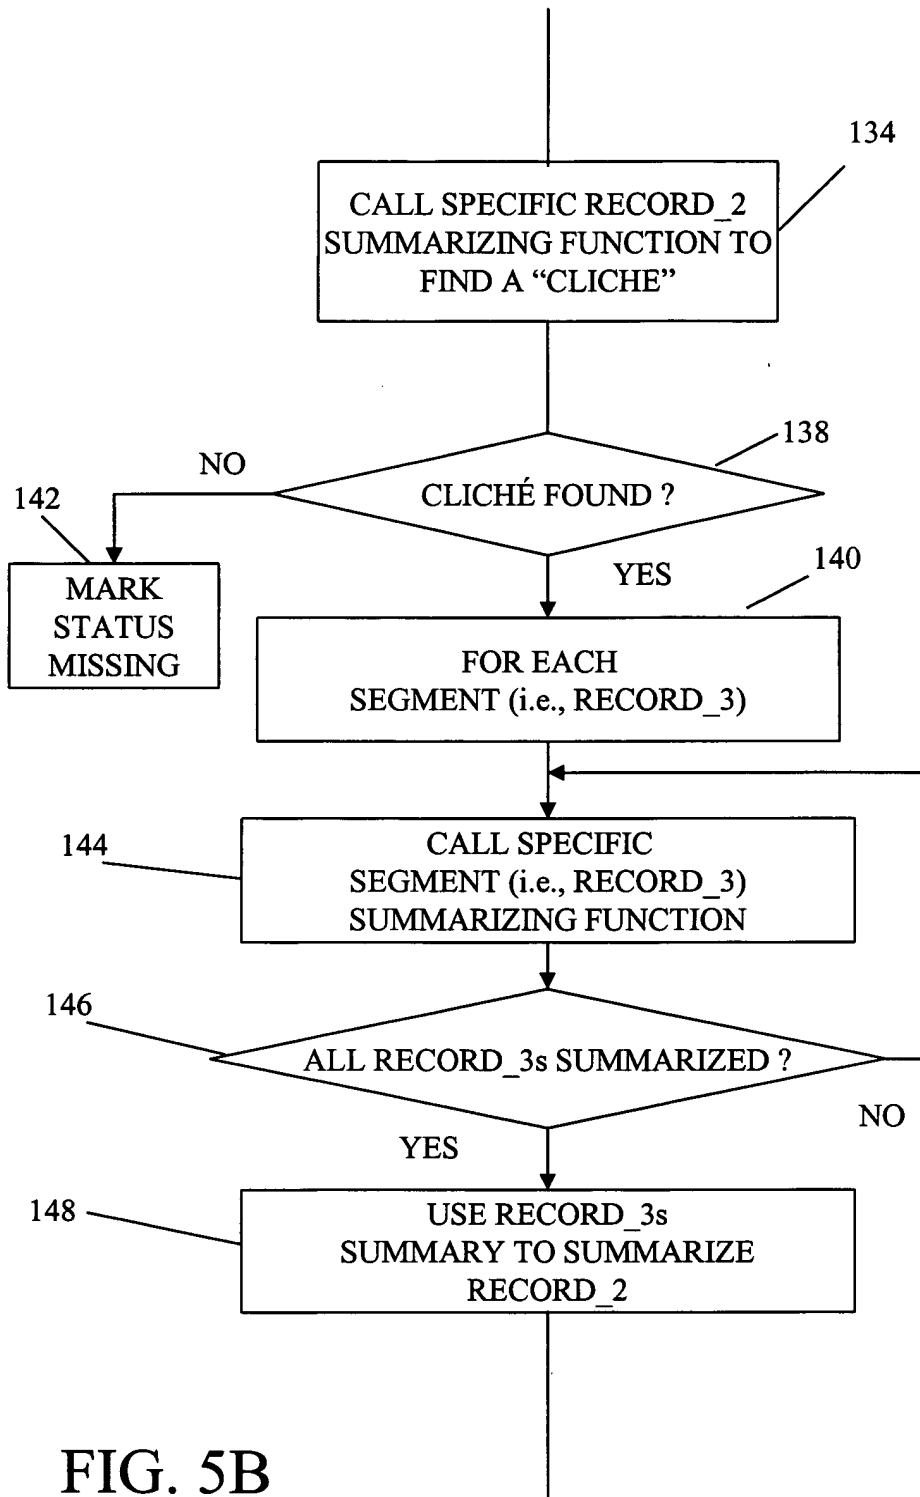 134
CALL SPECIFIC RECORD_2
SUMMARIZING FUNCTION TO
FIND A “CLICHE”
138
NO
CLICHÉ FOUND ?
142
YES
140
MARK
STATUS
MISSING
FOR EACH
SEGMENT (i.e., RECORD_3)
144
CALL SPECIFIC
SEGMENT (i.e., RECORD_3)
SUMMARIZING FUNCTION
146
ALL RECORD_3s SUMMARIZED ?
NO
YES
148
USE RECORD_3s
SUMMARY TO SUMMARIZE
RECORD_2
FIG. 5B